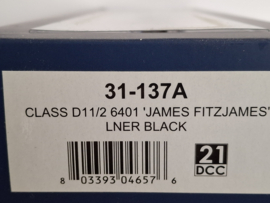 31-137A
CLASS D11/2 6401 'JAMES FITZJAMES'
LNER BLACK
21
DCC
8 03393 04657 6